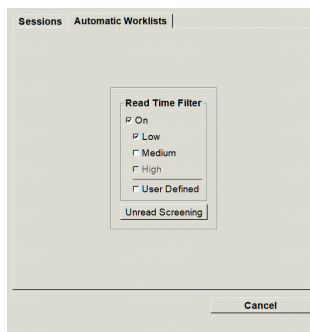 Sessions Automatic Worklists
Read Time Filter
On
Low
Medium
High
User Defined
Unread Screening
Cancel